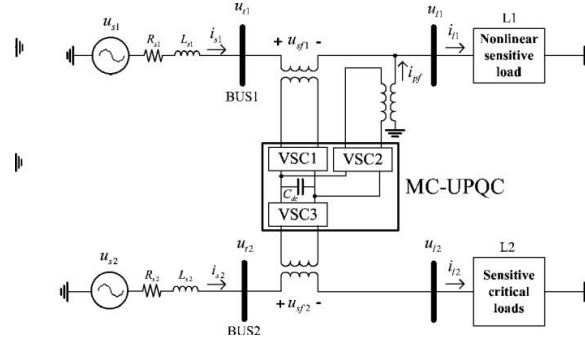 u_s1 R_s1 L_s1 i_s1 u_t1 + u_sf1 - u_l1 i_l1 L1
Nonlinear
sensitive
load
BUS1
i_pf
VSC1 VSC2
MC-UPQC
C_dc
VSC3
u_s2 R_s2 L_s2 i_s2 u_t2 u_l2 i_l2 L2
Sensitive
critical
loads
+ u_sf2 -
BUS2